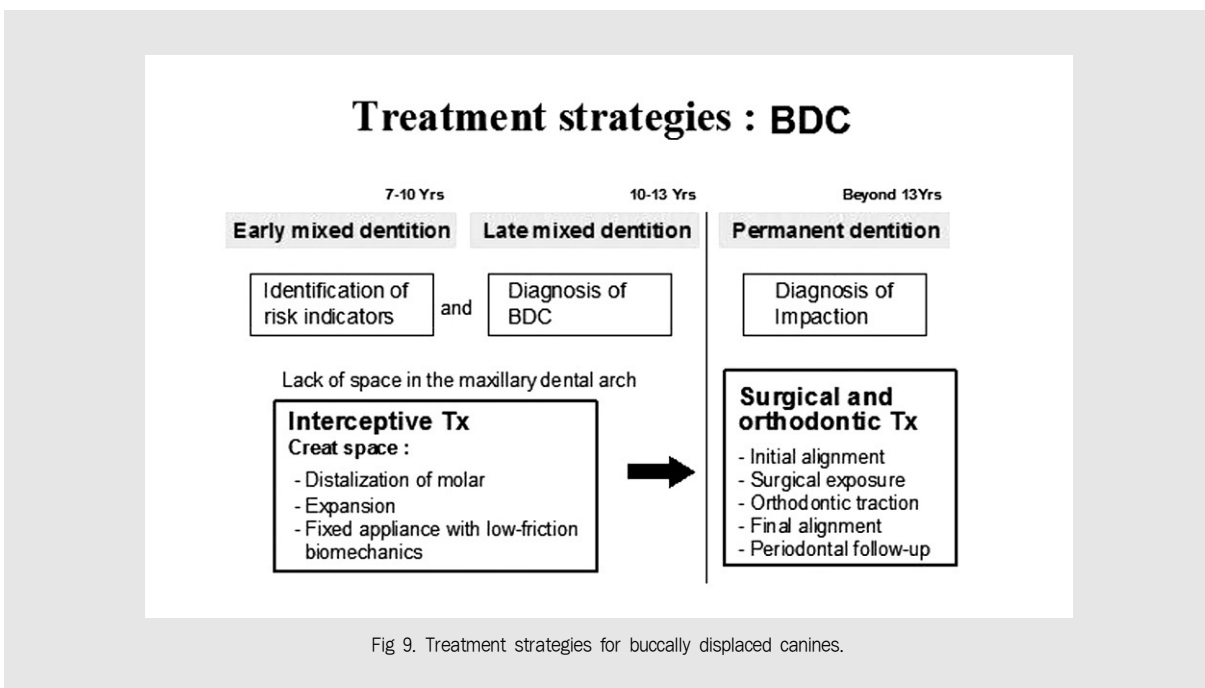 Treatment strategies : BDC
7-10 Yrs
10-13 Yrs
Beyond 13Yrs
Early mixed dentition
Late mixed dentition
Permanent dentition
Identification of
risk indicators
and
Diagnosis of
BDC
Diagnosis of
Impaction
Lack of space in the maxillary dental arch
Interceptive Tx
Creat space :
- Distalization of molar
- Expansion
- Fixed appliance with low-friction
biomechanics
Surgical and
orthodontic Tx
- Initial alignment
- Surgical exposure
- Orthodontic traction
- Final alignment
- Periodontal follow-up
Fig 9. Treatment strategies for buccally displaced canines.